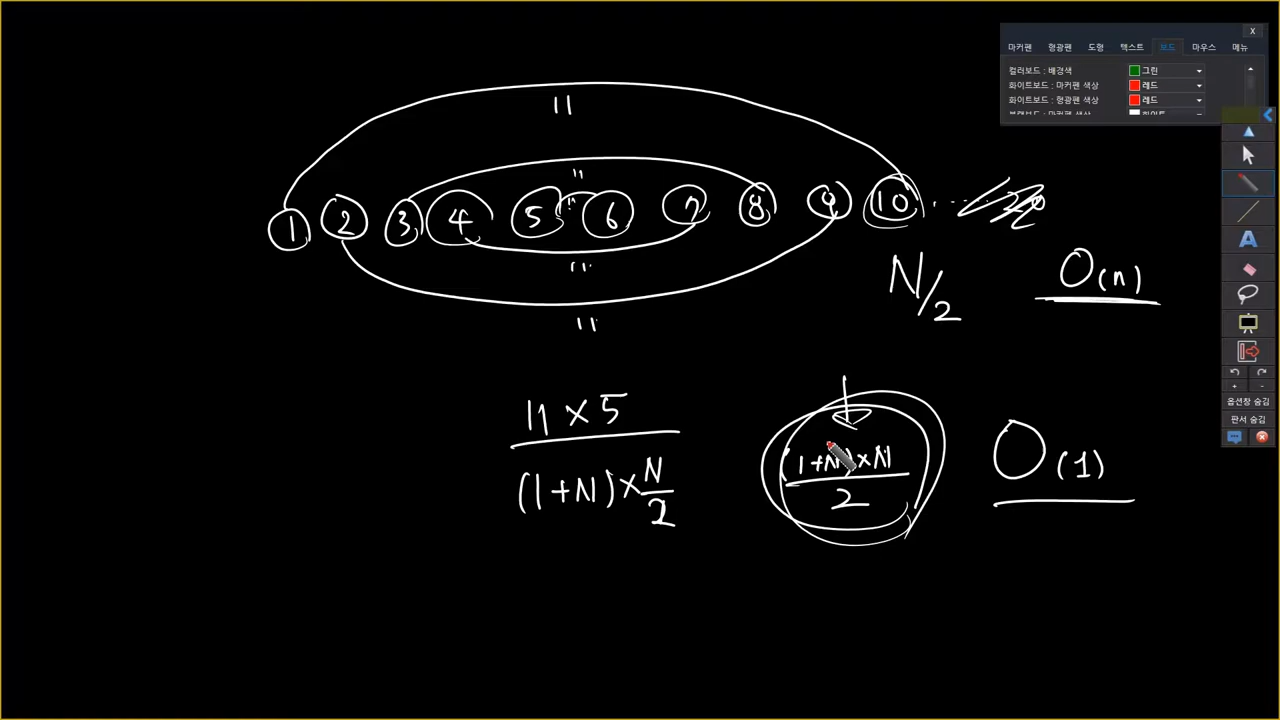 X
마커펜 형광펜 도형 텍스트 보드 마우스 메뉴
컬러보드 : 배경색 그린
화이트보드 : 마커펜 색상 레드
화이트보드 : 형광펜 색상 레드
11
11
11
1 2 3 4 5 6 7 8 9 10 ...
11
11
N/2 O(n)
11 × 5
(1+N) × N/2
(1+N)×N
2
O(1)
A
- +
옵션창 숨김
판서 숨김